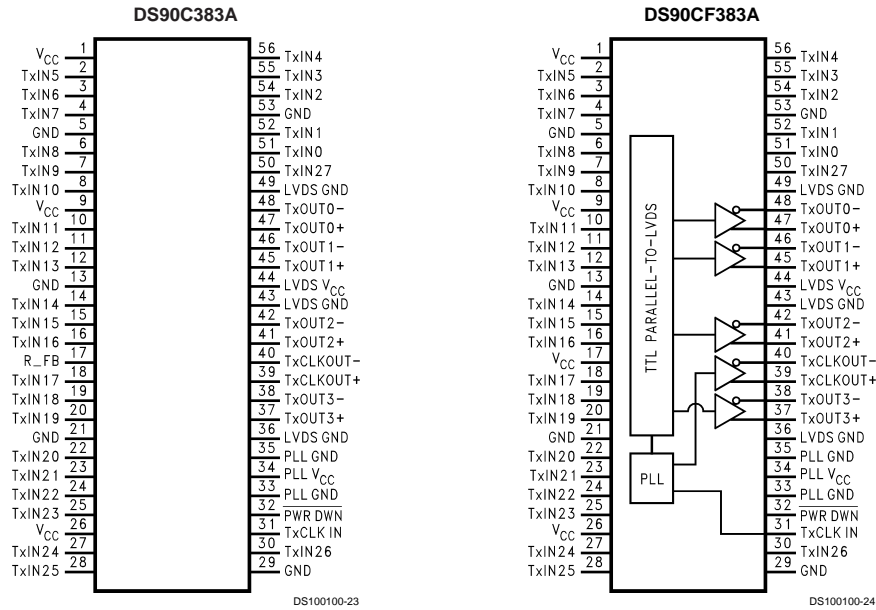 DS90C383A
VCC 1
TxIN5 2
TxIN6 3
TxIN7 4
GND 5
TxIN8 6
TxIN9 7
TxIN10 8
VCC 9
TxIN11 10
TxIN12 11
TxIN13 12
GND 13
TxIN14 14
TxIN15 15
TxIN16 16
R_FB 17
TxIN17 18
TxIN18 19
TxIN19 20
GND 21
TxIN20 22
TxIN21 23
TxIN22 24
TxIN23 25
VCC 26
TxIN24 27
TxIN25 28
56 TxIN4
55 TxIN3
54 TxIN2
53 GND
52 TxIN1
51 TxIN0
50 TxIN27
49 LVDS GND
48 TxOUT0-
47 TxOUT0+
46 TxOUT1-
45 TxOUT1+
44 LVDS VCC
43 LVDS GND
42 TxOUT2-
41 TxOUT2+
40 TxCLKOUT-
39 TxCLKOUT+
38 TxOUT3-
37 TxOUT3+
36 LVDS GND
35 PLL GND
34 PLL VCC
33 PLL GND
32 PWR DWN
31 TxCLK IN
30 TxIN26
29 GND
DS100100-23
DS90CF383A
VCC 1
TxIN5 2
TxIN6 3
TxIN7 4
GND 5
TxIN8 6
TxIN9 7
TxIN10 8
VCC 9
TxIN11 10
TxIN12 11
TxIN13 12
GND 13
TxIN14 14
TxIN15 15
TxIN16 16
VCC 17
TxIN17 18
TxIN18 19
TxIN19 20
GND 21
TxIN20 22
TxIN21 23
TxIN22 24
TxIN23 25
VCC 26
TxIN24 27
TxIN25 28
TTL PARALLEL-TO-LVDS
PLL
56 TxIN4
55 TxIN3
54 TxIN2
53 GND
52 TxIN1
51 TxIN0
50 TxIN27
49 LVDS GND
48 TxOUT0-
47 TxOUT0+
46 TxOUT1-
45 TxOUT1+
44 LVDS VCC
43 LVDS GND
42 TxOUT2-
41 TxOUT2+
40 TxCLKOUT-
39 TxCLKOUT+
38 TxOUT3-
37 TxOUT3+
36 LVDS GND
35 PLL GND
34 PLL VCC
33 PLL GND
32 PWR DWN
31 TxCLK IN
30 TxIN26
29 GND
DS100100-24